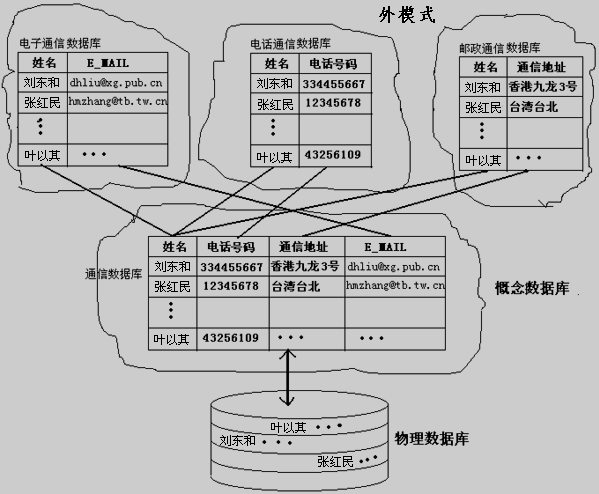 外模式
电子通信数据库
姓名 E_MAIL
刘东和 dhliu@xg.pub.cn
张红民 hmzhang@tb.tw.cn
叶以其 •••
电话通信数据库
姓名 电话号码
刘东和 334455667
张红民 12345678
叶以其 43256109
邮政通信数据库
姓名 通信地址
刘东和 香港九龙3号
张红民 台湾台北
叶以其 •••
通信数据库
姓名 电话号码 通信地址 E_MAIL
刘东和 334455667 香港九龙3号 dhliu@xg.pub.cn
张红民 12345678 台湾台北 hmzhang@tb.tw.cn
叶以其 43256109 ••• •••
概念数据库
叶以其 •••
刘东和 •••
张红民 •••
物理数据库